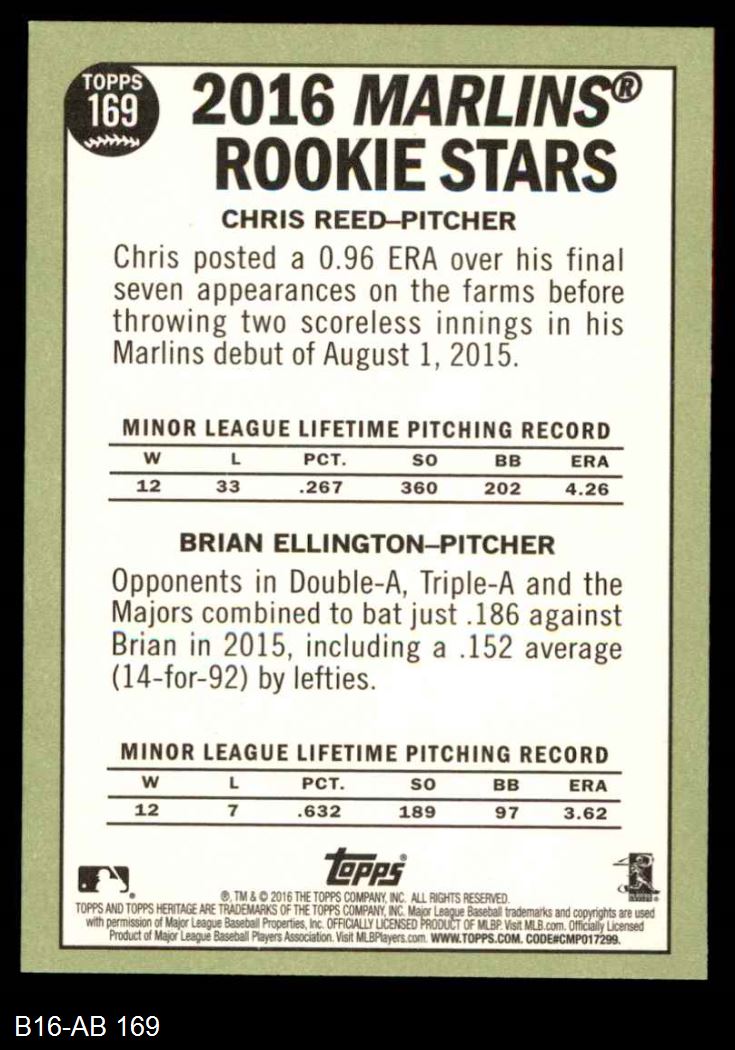 TOPPS
169
2016 MARLINS®
ROOKIE STARS
CHRIS REED–PITCHER
Chris posted a 0.96 ERA over his final
seven appearances on the farms before
throwing two scoreless innings in his
Marlins debut of August 1, 2015.
MINOR LEAGUE LIFETIME PITCHING RECORD
W L PCT. SO BB ERA
12 33 .267 360 202 4.26
BRIAN ELLINGTON–PITCHER
Opponents in Double-A, Triple-A and the
Majors combined to bat just .186 against
Brian in 2015, including a .152 average
(14-for-92) by lefties.
MINOR LEAGUE LIFETIME PITCHING RECORD
W L PCT. SO BB ERA
12 7 .632 189 97 3.62
topps®
®, TM & © 2016 THE TOPPS COMPANY, INC. ALL RIGHTS RESERVED.
TOPPS AND TOPPS HERITAGE ARE TRADEMARKS OF THE TOPPS COMPANY, INC. Major League Baseball trademarks and copyrights are used
with permission of Major League Baseball Properties, Inc. OFFICIALLY LICENSED PRODUCT OF MLBP. Visit MLB.com. Officially Licensed
Product of Major League Baseball Players Association. Visit MLBPlayers.com. WWW.TOPPS.COM. CODE#CMP017299.
B16-AB 169